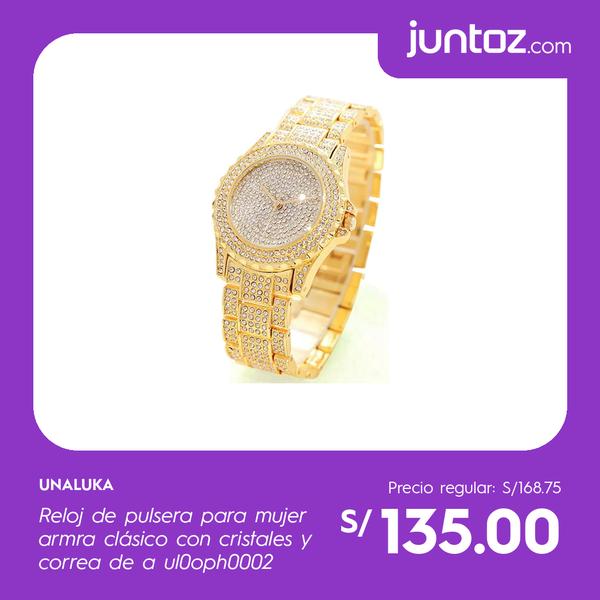 juntoz.com
UNALUKA
Reloj de pulsera para mujer
armra clásico con cristales y
correa de a ul0oph0002
Precio regular: S/168.75
S/135.00